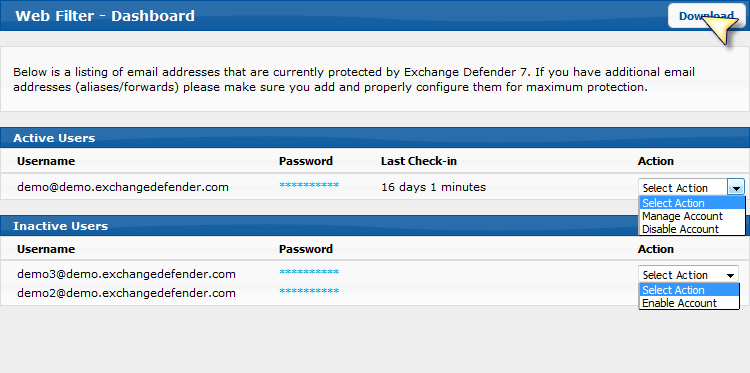 Web Filter - Dashboard
Download
Below is a listing of email addresses that are currently protected by Exchange Defender 7. If you have additional email
addresses (aliases/forwards) please make sure you add and properly configure them for maximum protection.
Active Users
Username Password Last Check-in Action
demo@demo.exchangedefender.com ********** 16 days 1 minutes Select Action
Select Action
Manage Account
Disable Account
Inactive Users
Username Password Action
demo3@demo.exchangedefender.com ********** Select Action
demo2@demo.exchangedefender.com ********** Select Action
Enable Account